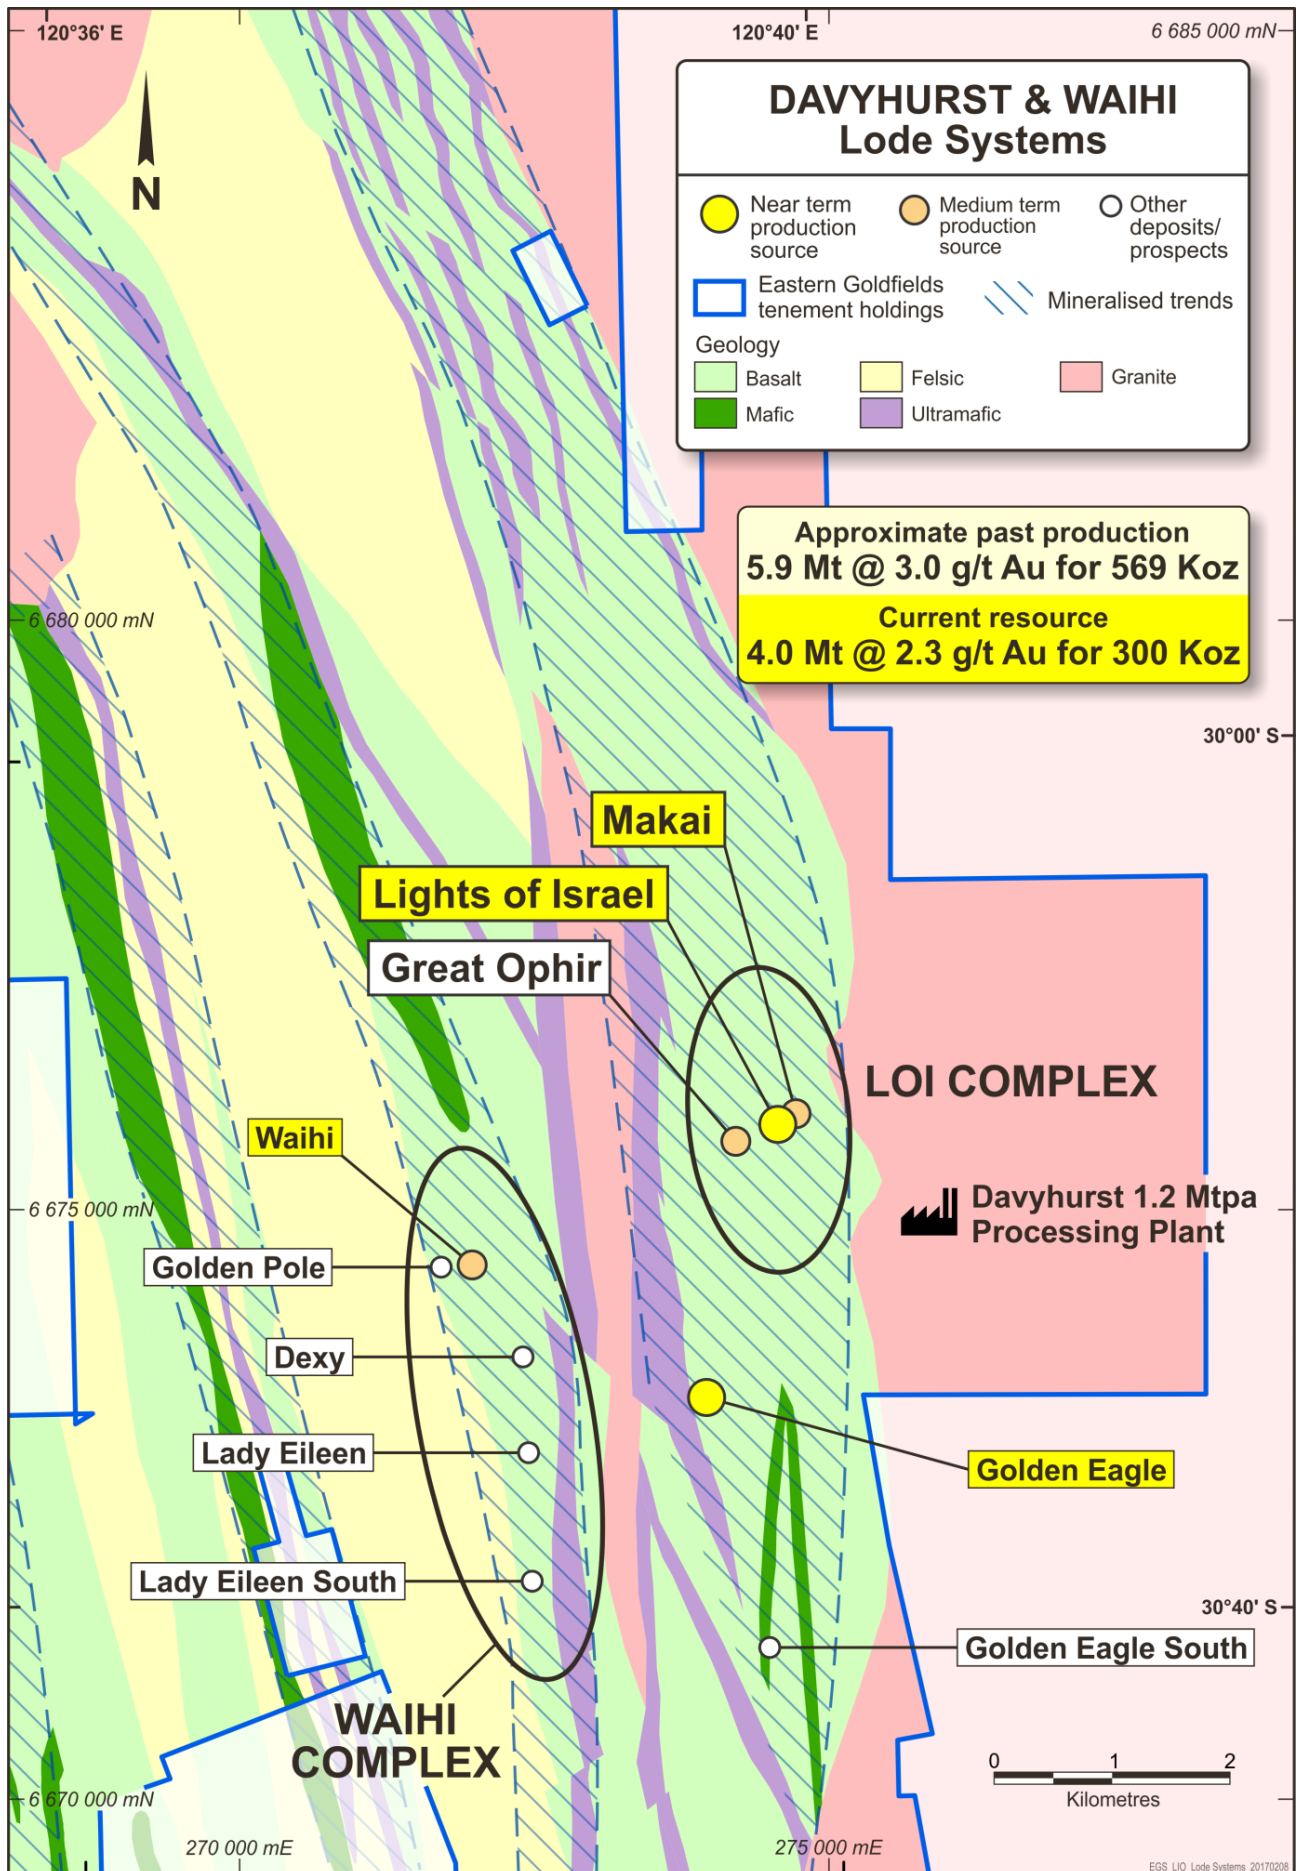 120°36' E
120°40' E
6 685 000 mN
N
DAVYHURST & WAIHI
Lode Systems
Near term
production
source
Medium term
production
source
Other
deposits/
prospects
Eastern Goldfields
tenement holdings
Mineralised trends
Geology
Basalt
Felsic
Granite
Mafic
Ultramafic
Approximate past production
5.9 Mt @ 3.0 g/t Au for 569 Koz
Current resource
4.0 Mt @ 2.3 g/t Au for 300 Koz
6 680 000 mN
30°00' S
Makai
Lights of Israel
Great Ophir
LOI COMPLEX
Waihi
Davyhurst 1.2 Mtpa
Processing Plant
6 675 000 mN
Golden Pole
Dexy
Lady Eileen
Golden Eagle
Lady Eileen South
30°40' S
Golden Eagle South
WAIHI
COMPLEX
0 1 2
Kilometres
6 670 000 mN
270 000 mE
275 000 mE
EGS_LIO_Lode Systems_20170208